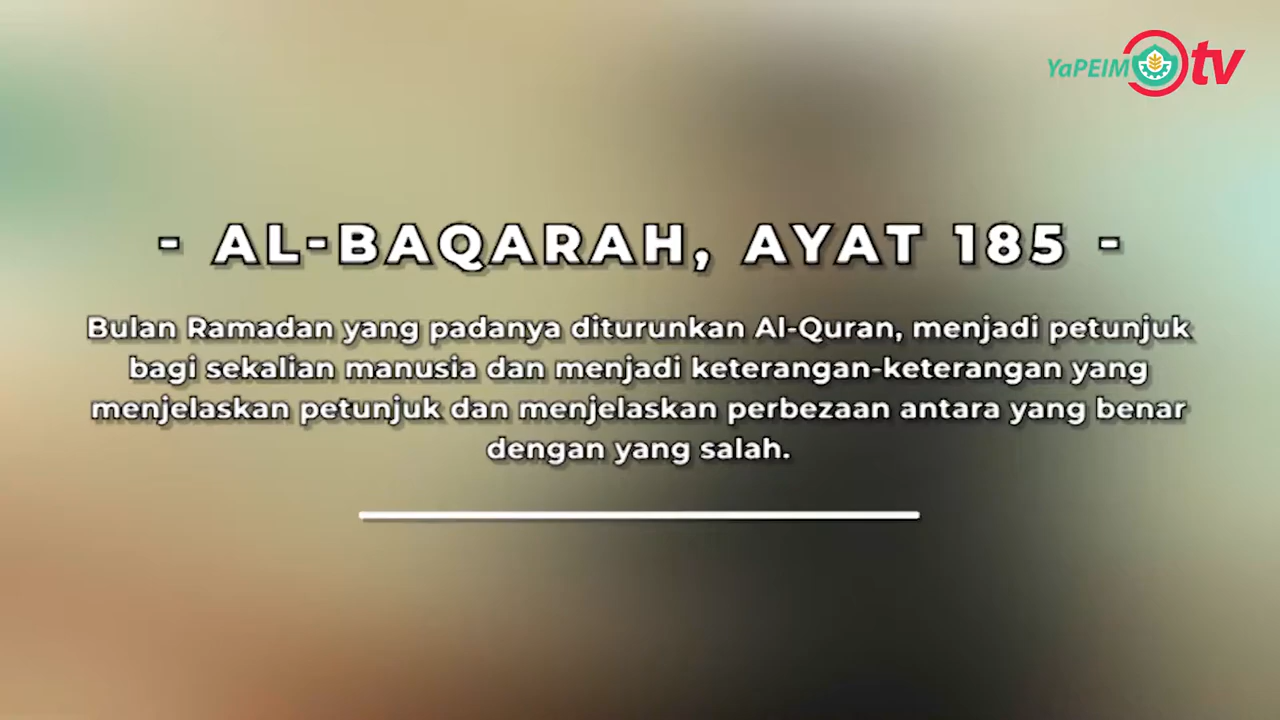 YaPEIM tv
- AL-BAQARAH, AYAT 185 -
Bulan Ramadan yang padanya diturunkan Al-Quran, menjadi petunjuk
bagi sekalian manusia dan menjadi keterangan-keterangan yang
menjelaskan petunjuk dan menjelaskan perbezaan antara yang benar
dengan yang salah.